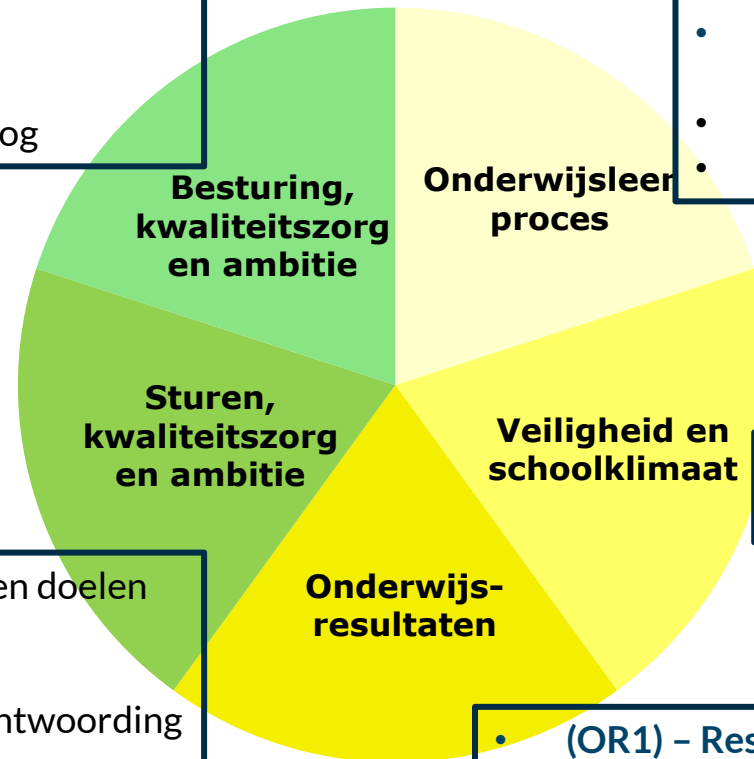 •
og
•
•
Besturing,
kwaliteitszorg
en ambitie
Onderwijsleer
proces
Sturen,
kwaliteitszorg
en ambitie
Veiligheid en
schoolklimaat
en doelen
Onderwijs-
resultaten
ntwoording
• (OR1) – Res